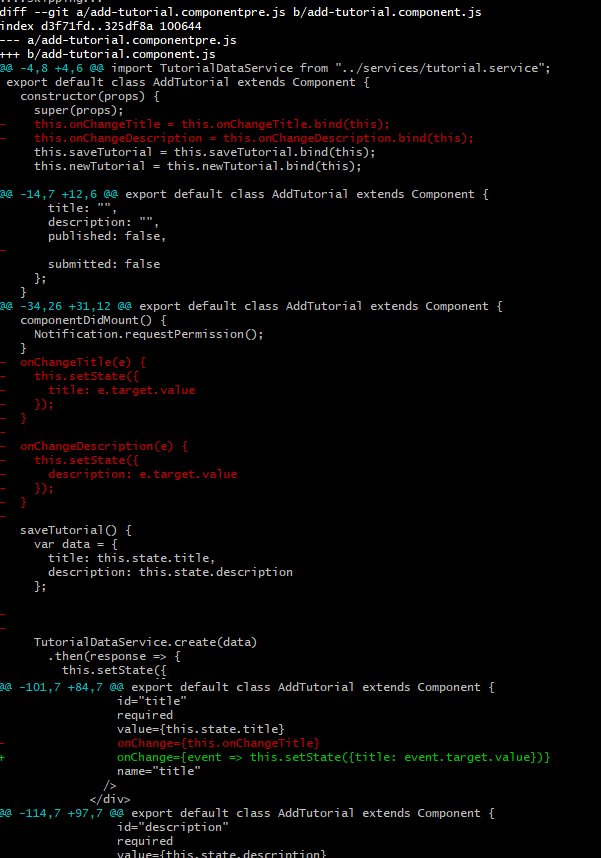 ...skipping...
diff --git a/add-tutorial.componentpre.js b/add-tutorial.component.js
index d3f71fd..325df8a 100644
--- a/add-tutorial.componentpre.js
+++ b/add-tutorial.component.js
@@ -4,8 +4,6 @@ import TutorialDataService from "../services/tutorial.service";
 export default class AddTutorial extends Component {
   constructor(props) {
     super(props);
-    this.onChangeTitle = this.onChangeTitle.bind(this);
-    this.onChangeDescription = this.onChangeDescription.bind(this);
     this.saveTutorial = this.saveTutorial.bind(this);
     this.newTutorial = this.newTutorial.bind(this);

@@ -14,7 +12,6 @@ export default class AddTutorial extends Component {
       title: "",
       description: "",
       published: false,
-
       submitted: false
     };
   }
@@ -34,26 +31,12 @@ export default class AddTutorial extends Component {
   componentDidMount() {
     Notification.requestPermission();
   }
-  onChangeTitle(e) {
-    this.setState({
-      title: e.target.value
-    });
-  }
-
-  onChangeDescription(e) {
-    this.setState({
-      description: e.target.value
-    });
-  }
-
   saveTutorial() {
     var data = {
       title: this.state.title,
       description: this.state.description
     };

-
-
     TutorialDataService.create(data)
       .then(response => {
         this.setState({
@@ -101,7 +84,7 @@ export default class AddTutorial extends Component {
                 id="title"
                 required
                 value={this.state.title}
-                onChange={this.onChangeTitle}
+                onChange={event => this.setState({title: event.target.value})}
                 name="title"
               />
             </div>
@@ -114,7 +97,7 @@ export default class AddTutorial extends Component {
                 id="description"
                 required
                 value={this.state.description}